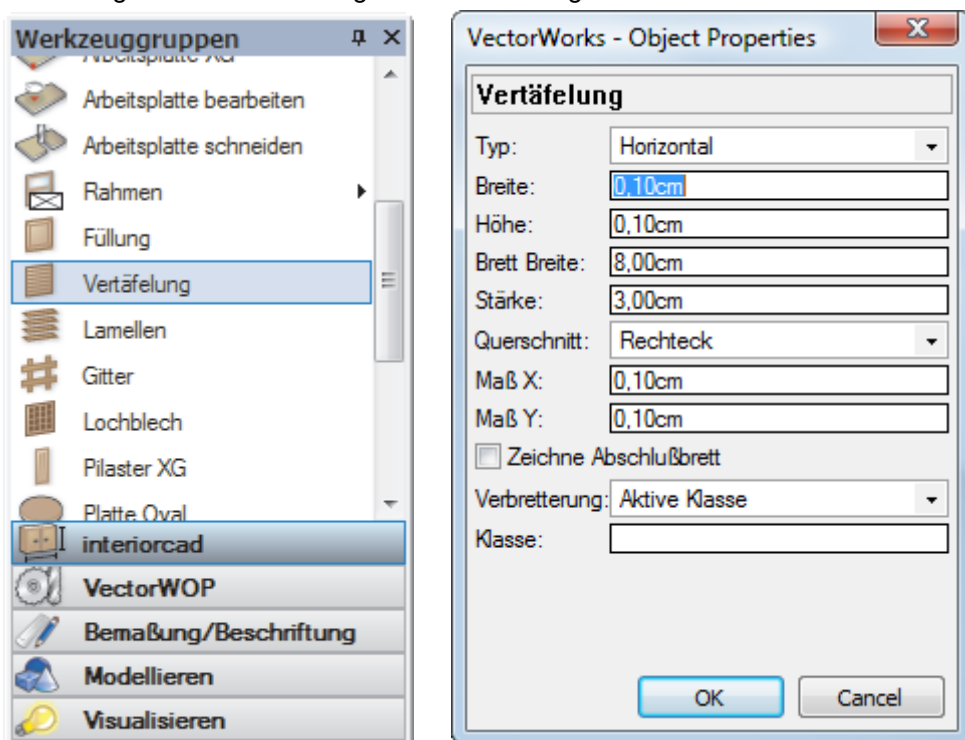 Werkzeuggruppen
Arbeitsplatte XG
Arbeitsplatte bearbeiten
Arbeitsplatte schneiden
Rahmen
Füllung
Vertäfelung
Lamellen
Gitter
Lochblech
Pilaster XG
Platte Oval
interiorcad
VectorWOP
Bemaßung/Beschriftung
Modellieren
Visualisieren
VectorWorks - Object Properties
Vertäfelung
Typ: Horizontal
Breite: 0,10cm
Höhe: 0,10cm
Brett Breite: 8,00cm
Stärke: 3,00cm
Querschnitt: Rechteck
Maß X: 0,10cm
Maß Y: 0,10cm
Zeichne Abschlußbrett
Verbretterung: Aktive Klasse
Klasse:
OK Cancel